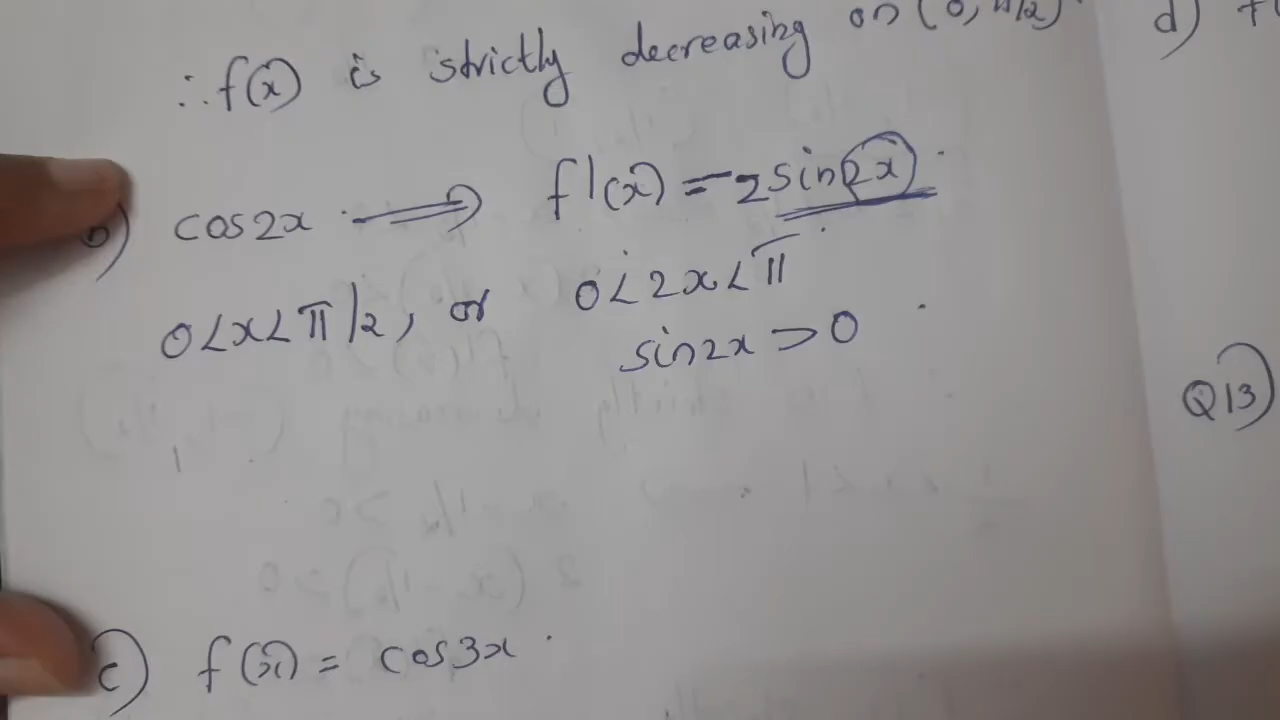 ∴ f(x) is strictly decreasing on (0, π/2)
d) f(
b) cos2x ⟹ f'(x) = -2sin2x.
0<x<π/2, or 0<2x<π
sin2x > 0
Q13)
c) f(x) = cos3x.